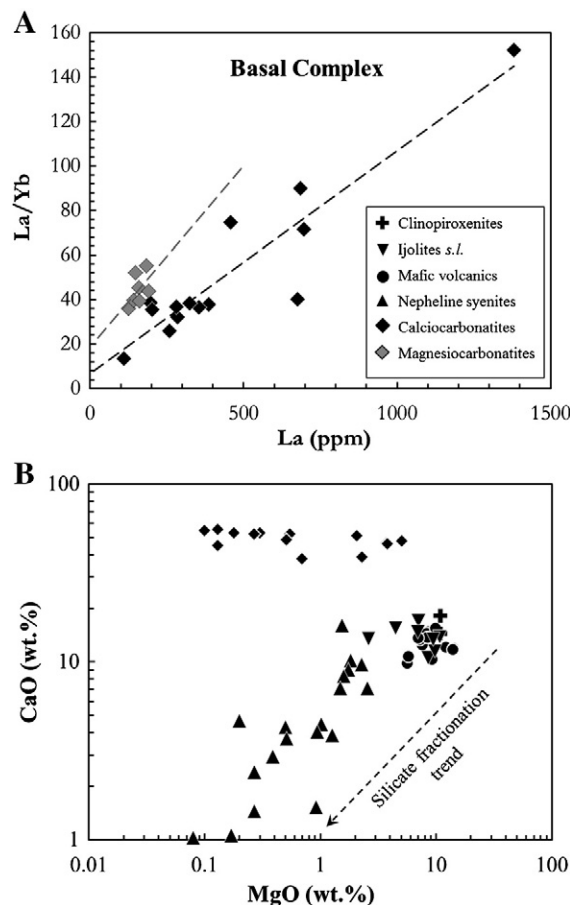 A
160
140
120
100
80
60
40
20
0
La/Yb
Basal Complex
Clinopiroxenites
Ijolites s.l.
Mafic volcanics
Nepheline syenites
Calciocarbonatites
Magnesiocarbonatites
0 500 1000 1500
La (ppm)
B
100
10
1
CaO (wt.%)
Silicate fractionation
trend
0.01 0.1 1 10 100
MgO (wt.%)